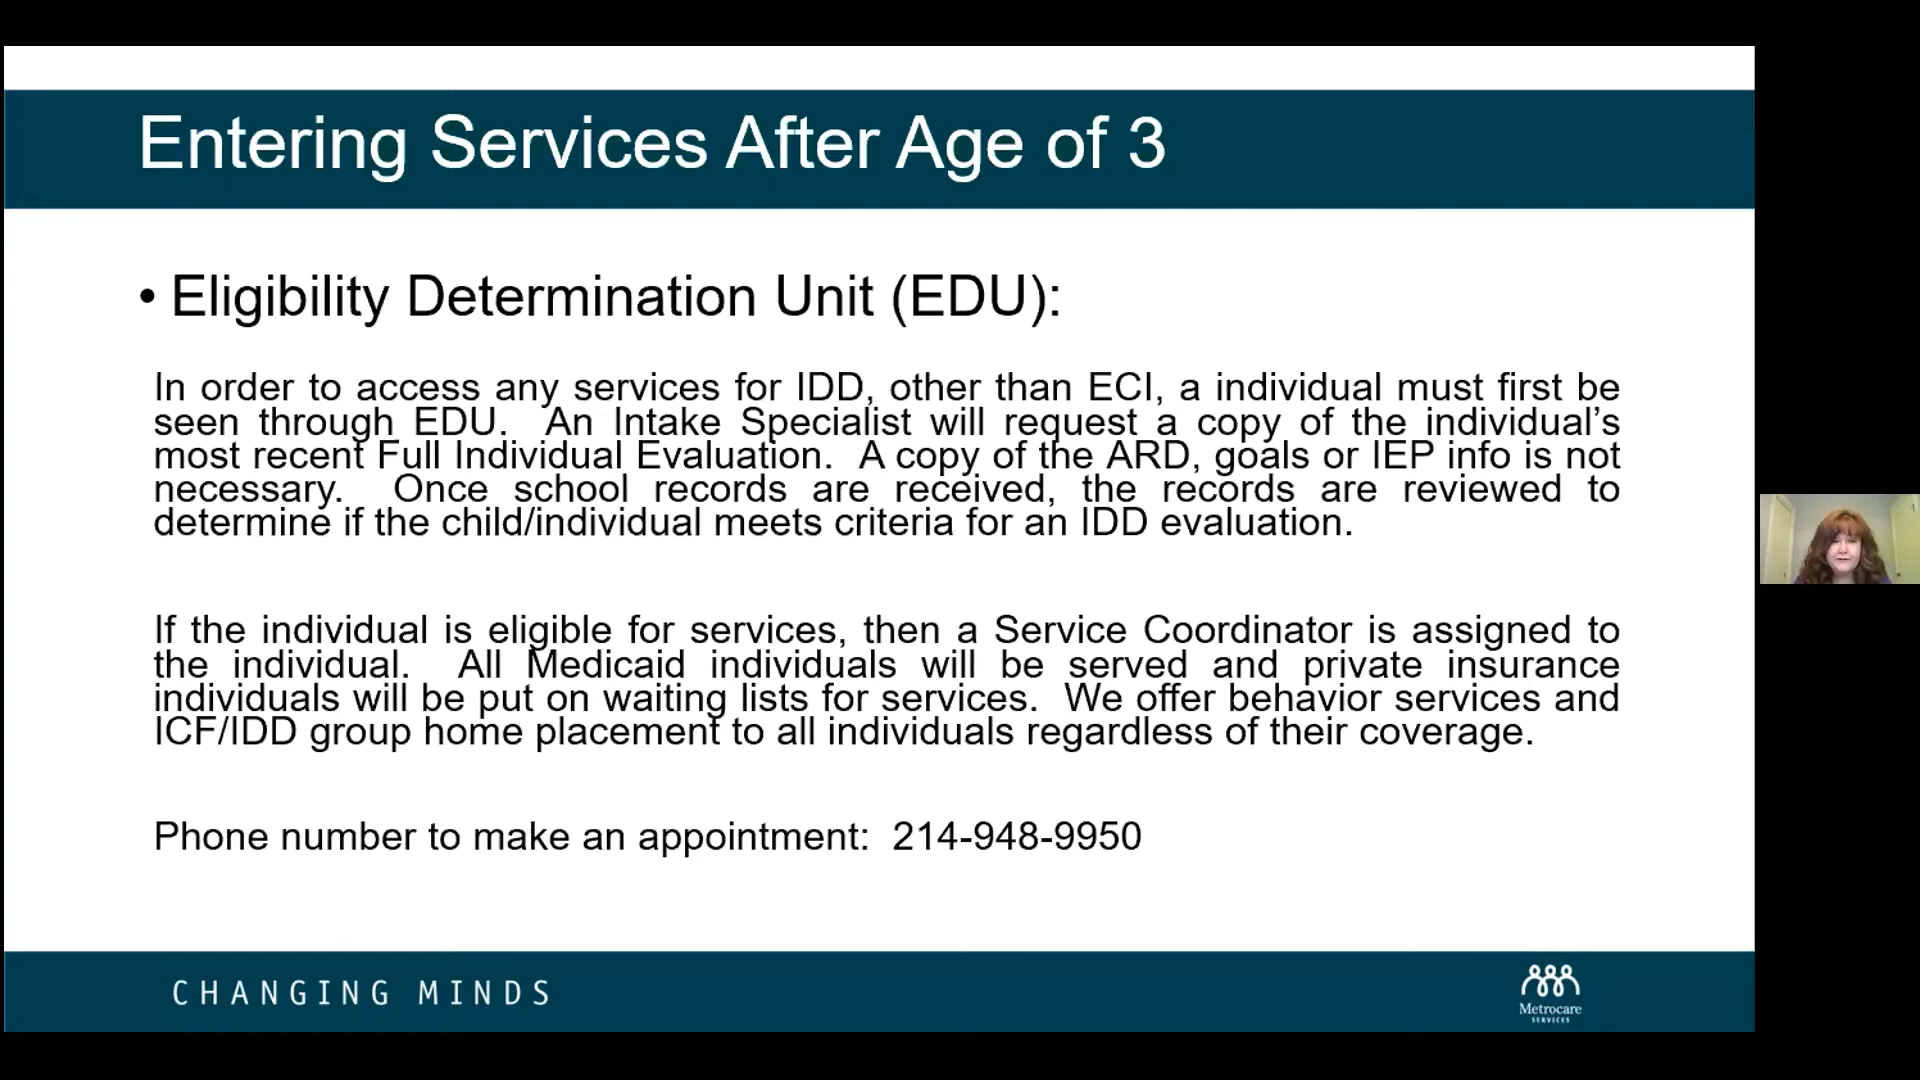 Entering Services After Age of 3
• Eligibility Determination Unit (EDU):
In order to access any services for IDD, other than ECI, a individual must first be
seen through EDU.  An Intake Specialist will request a copy of the individual’s
most recent Full Individual Evaluation.  A copy of the ARD, goals or IEP info is not
necessary.  Once school records are received, the records are reviewed to
determine if the child/individual meets criteria for an IDD evaluation.
If the individual is eligible for services, then a Service Coordinator is assigned to
the individual.  All Medicaid individuals will be served and private insurance
individuals will be put on waiting lists for services.  We offer behavior services and
ICF/IDD group home placement to all individuals regardless of their coverage.
Phone number to make an appointment:  214-948-9950
CHANGING MINDS
Metrocare
SERVICES